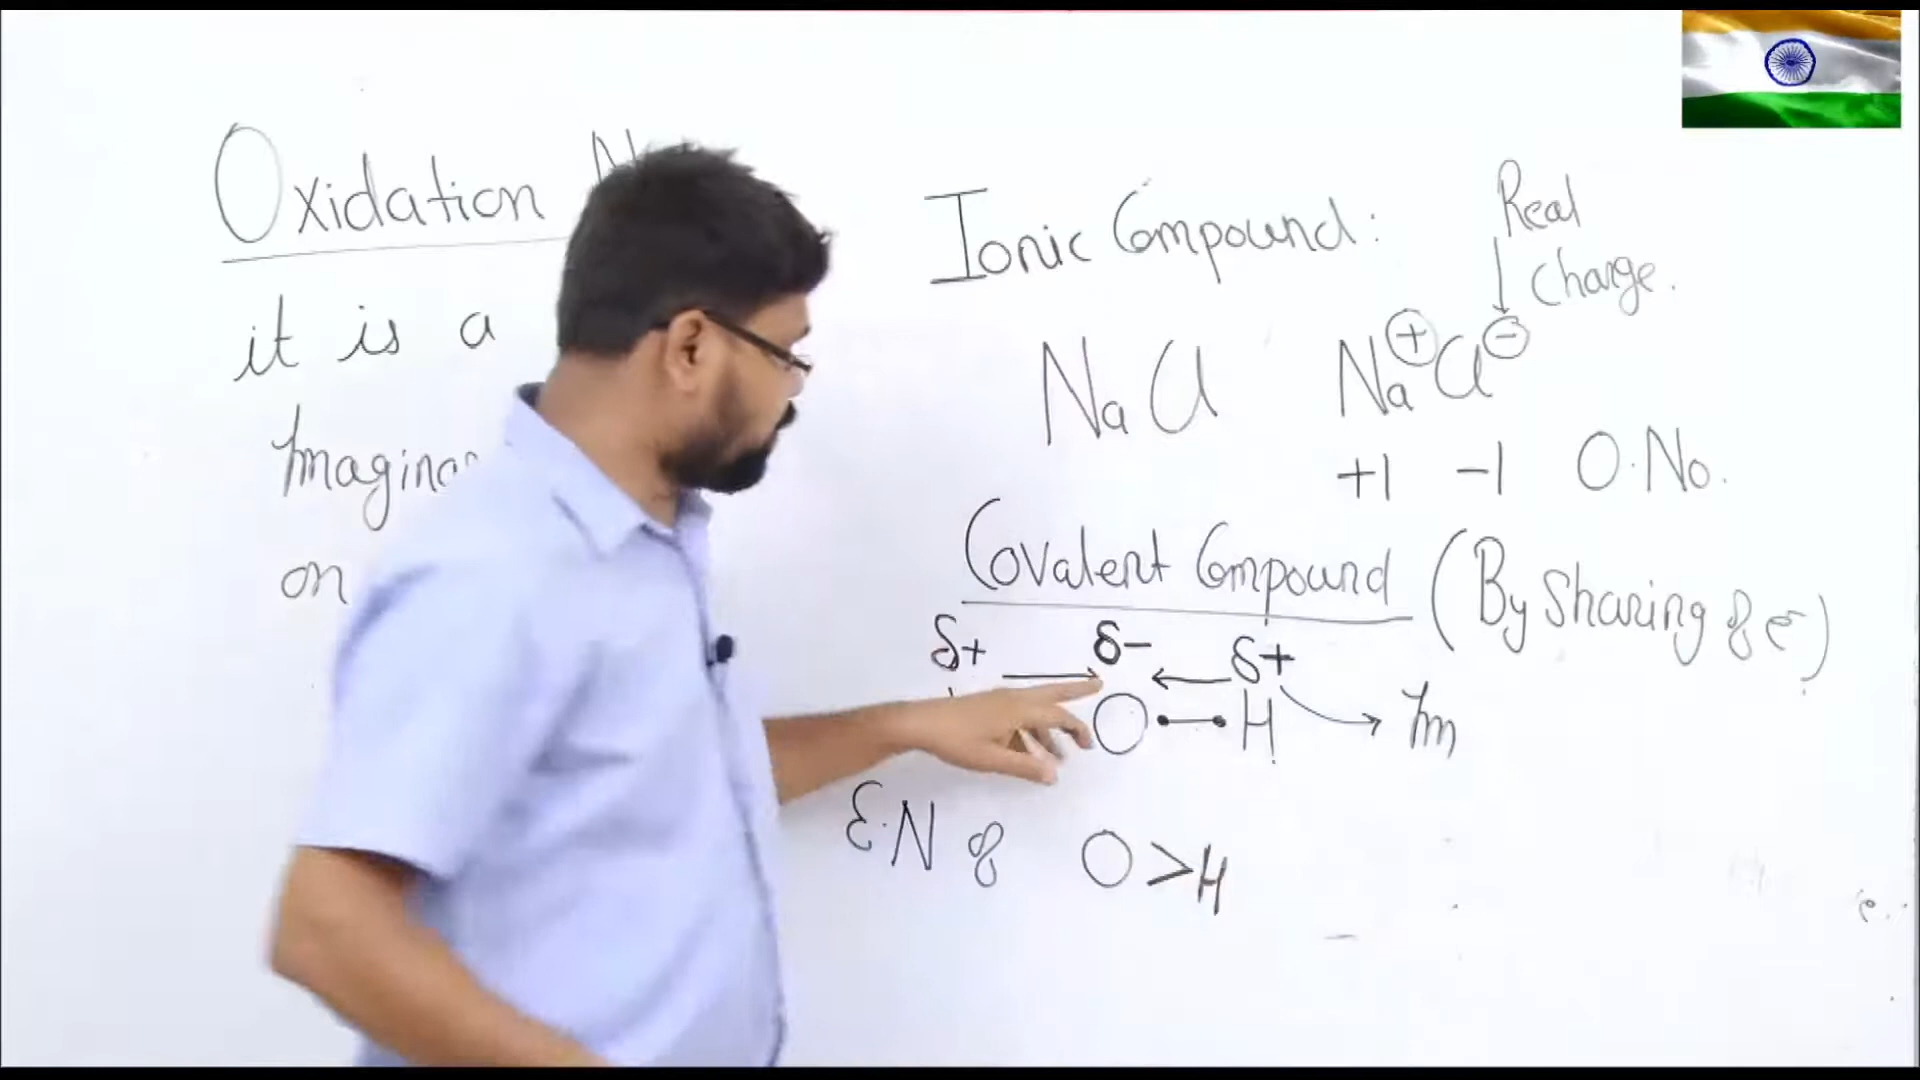 Oxidation N
it is a
Imagina
on
Ionic Compound:
Real
Charge.
NaCl Na⊕Cl⊖
+1 -1 O.No.
Covalent Compound (By Sharing of e-)
δ+ → δ- ← δ+
O •—• H → Im
E.N of O > H